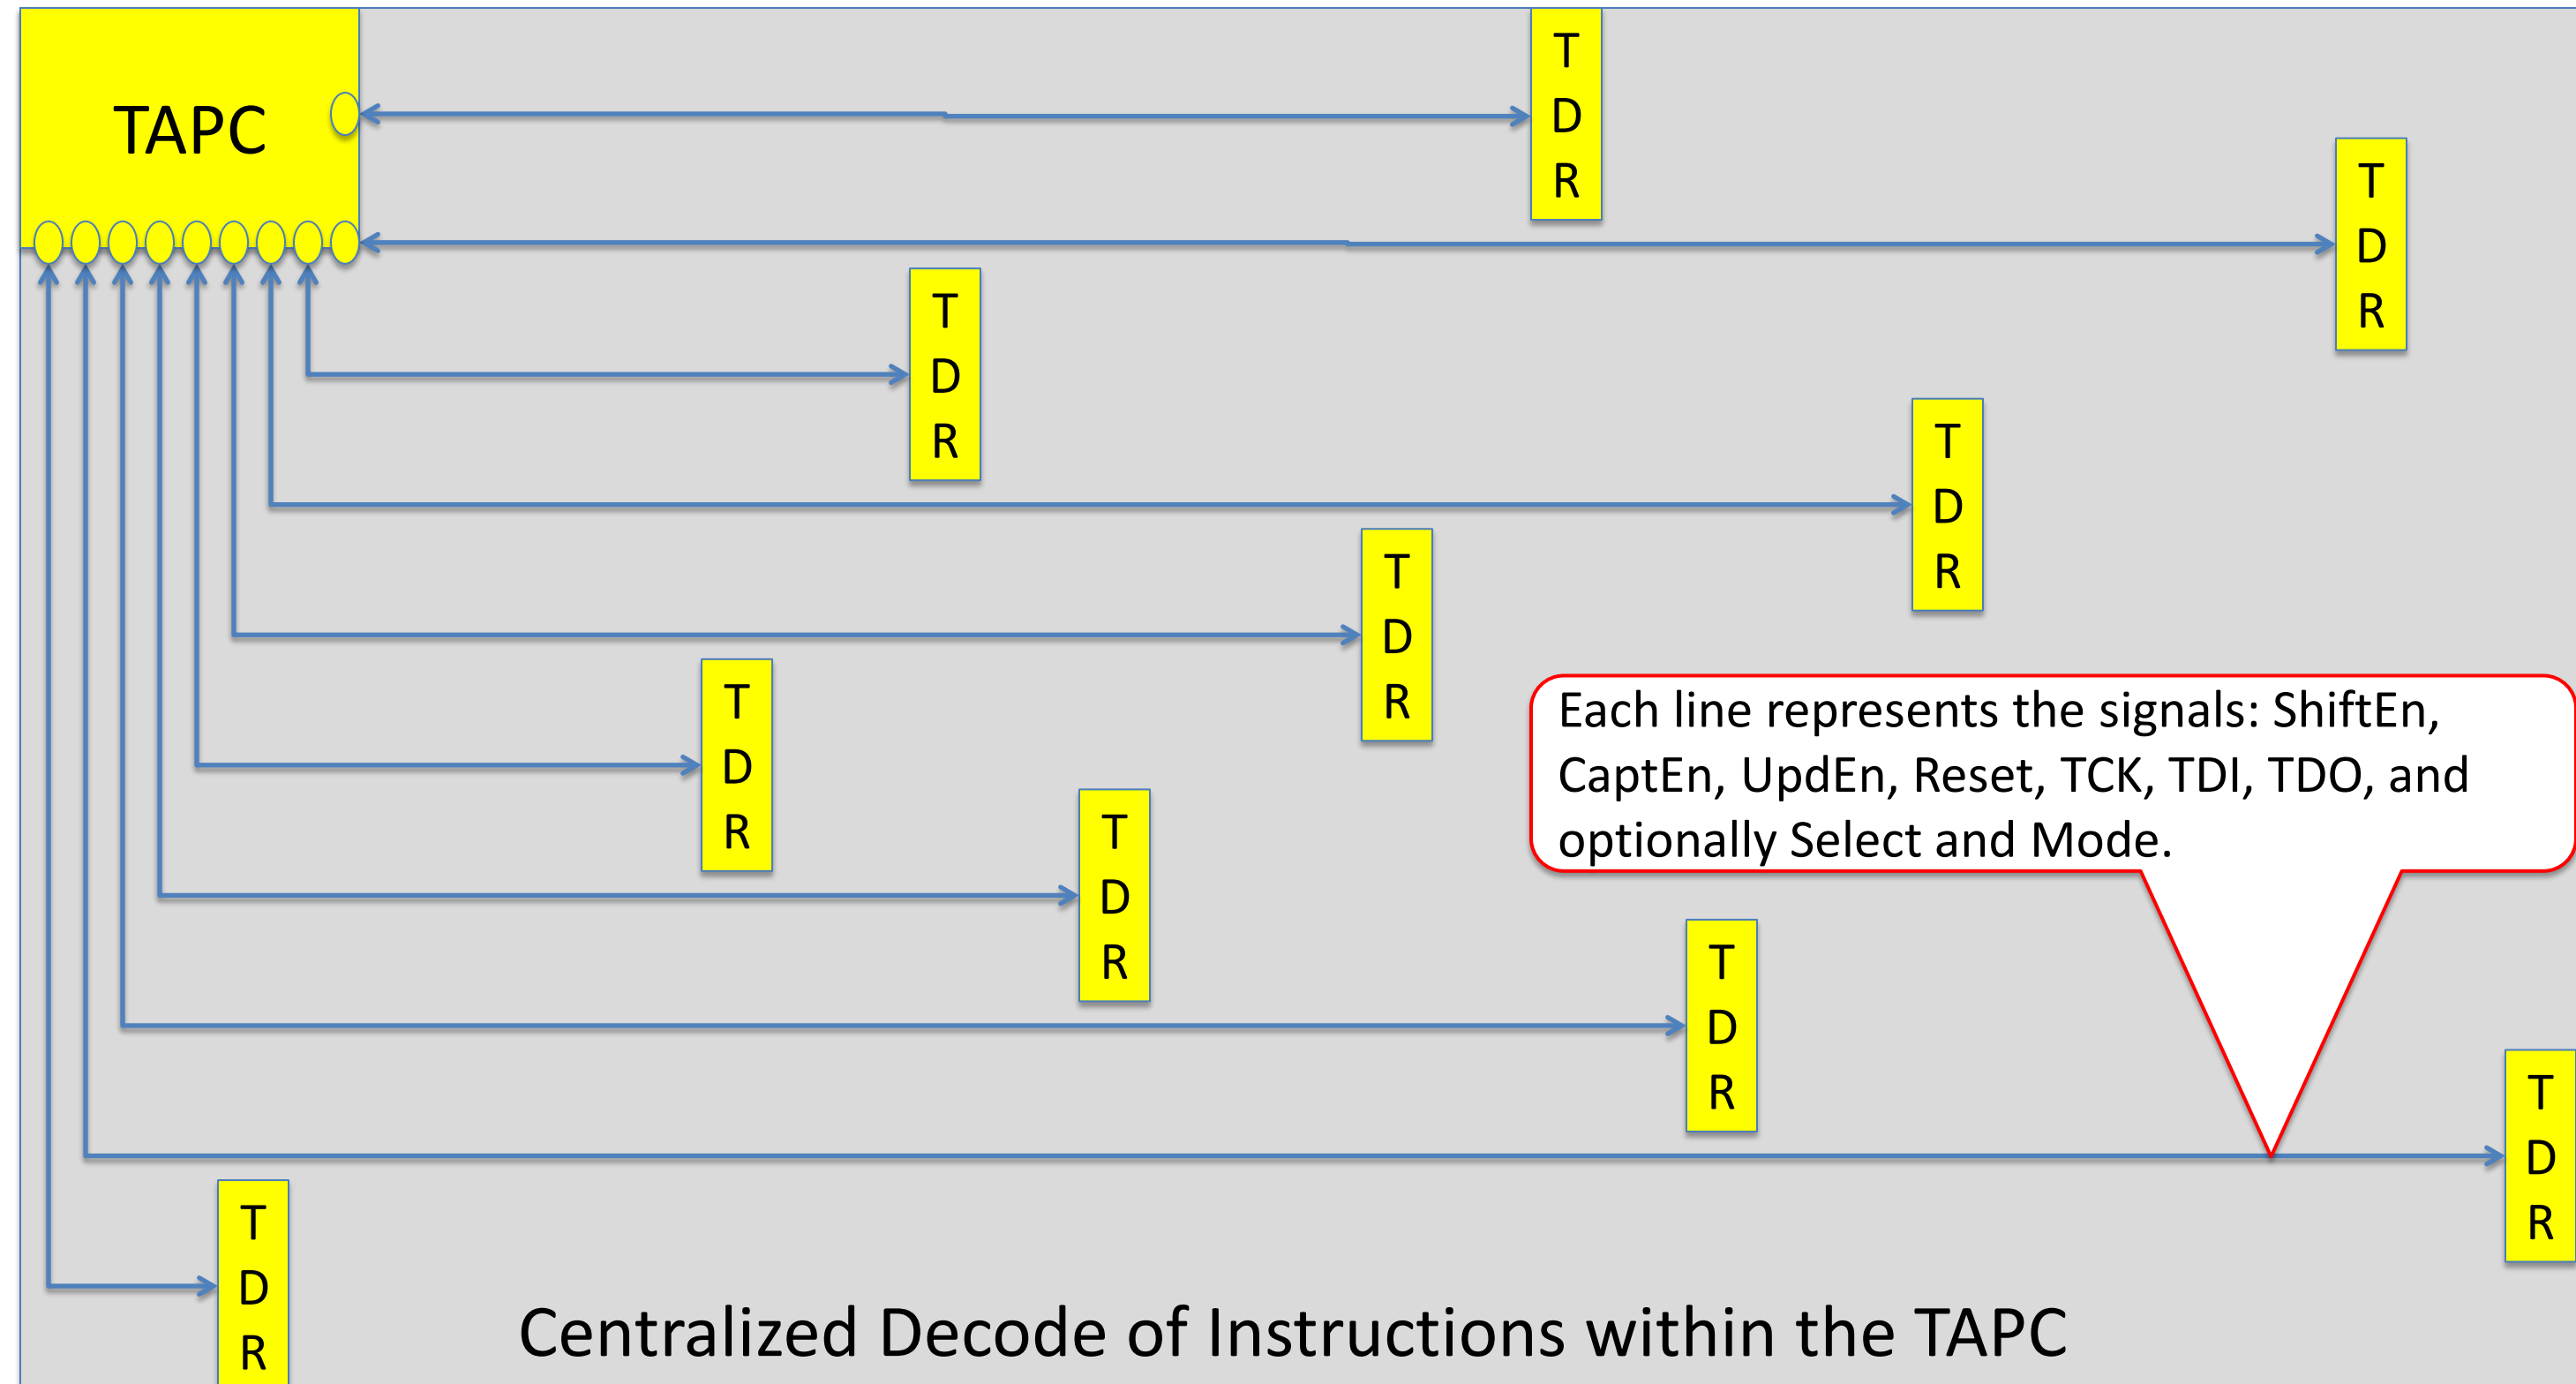 TAPC
T
D
R
T
D
R
T
D
R
T
D
R
T
D
R
T
D
R
Each line represents the signals: ShiftEn,
CaptEn, UpdEn, Reset, TCK, TDI, TDO, and
optionally Select and Mode.
T
D
R
T
D
R
T
D
R
T
D
R
Centralized Decode of Instructions within the TAPC